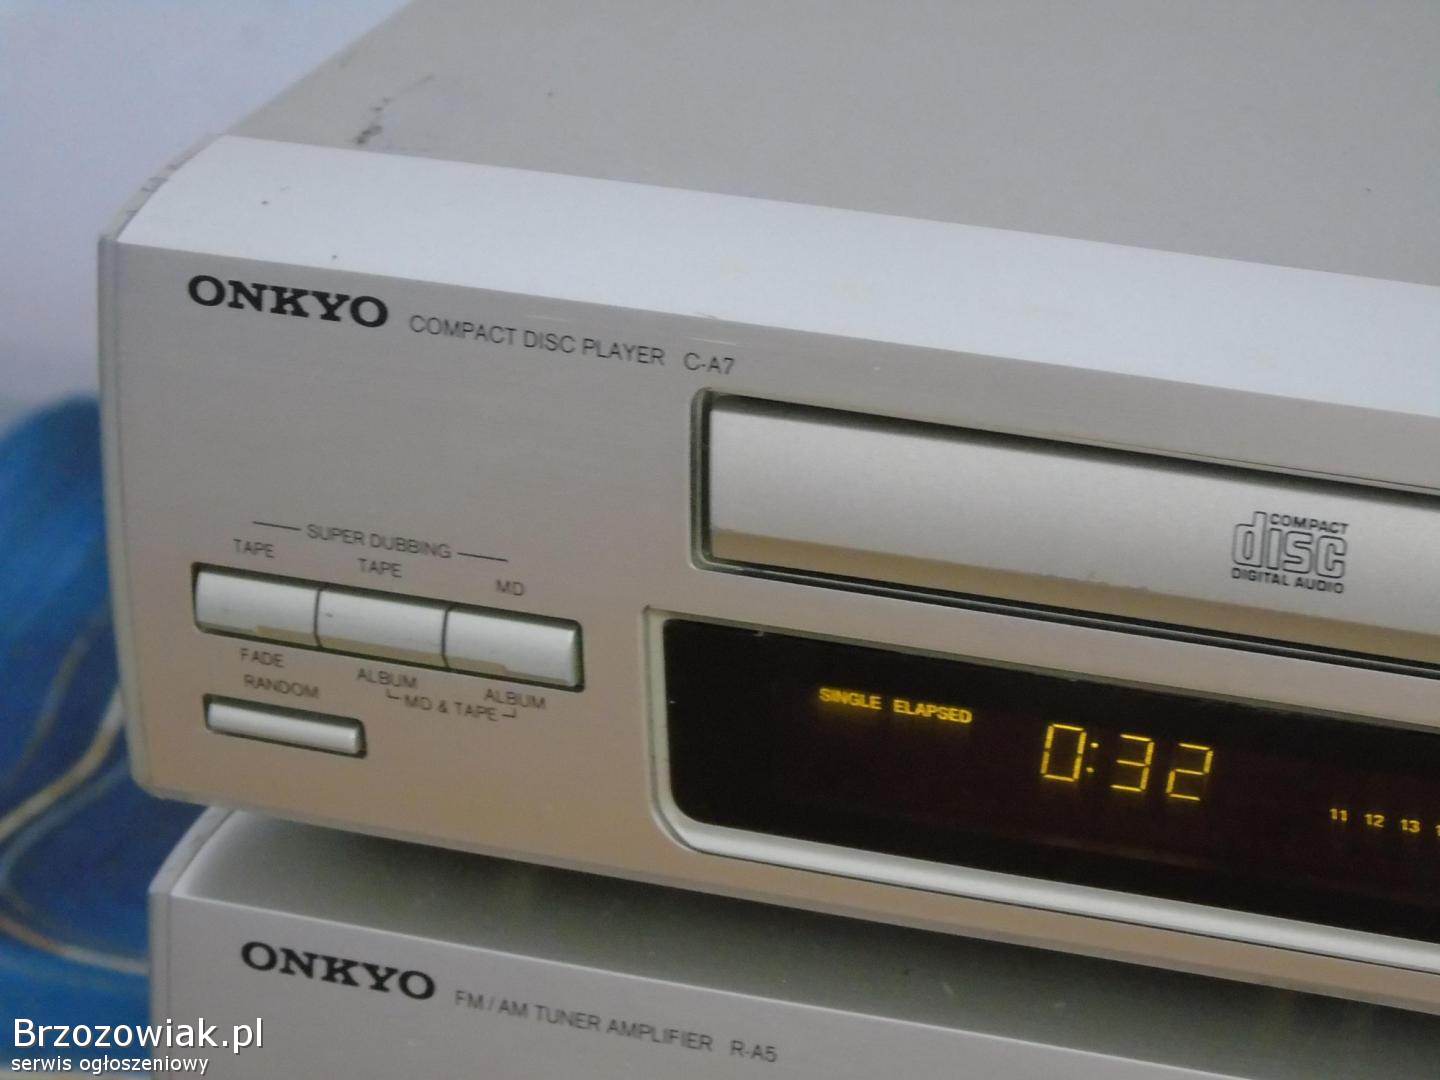 ONKYO COMPACT DISC PLAYER C-A7
COMPACT
disc
DIGITAL AUDIO
SUPER DUBBING
TAPE TAPE MD
FADE ALBUM ALBUM
MD & TAPE
RANDOM
SINGLE ELAPSED
0:32
11 12 13
ONKYO FM / AM TUNER AMPLIFIER R-A5
Brzozowiak.pl
serwis ogłoszeniowy